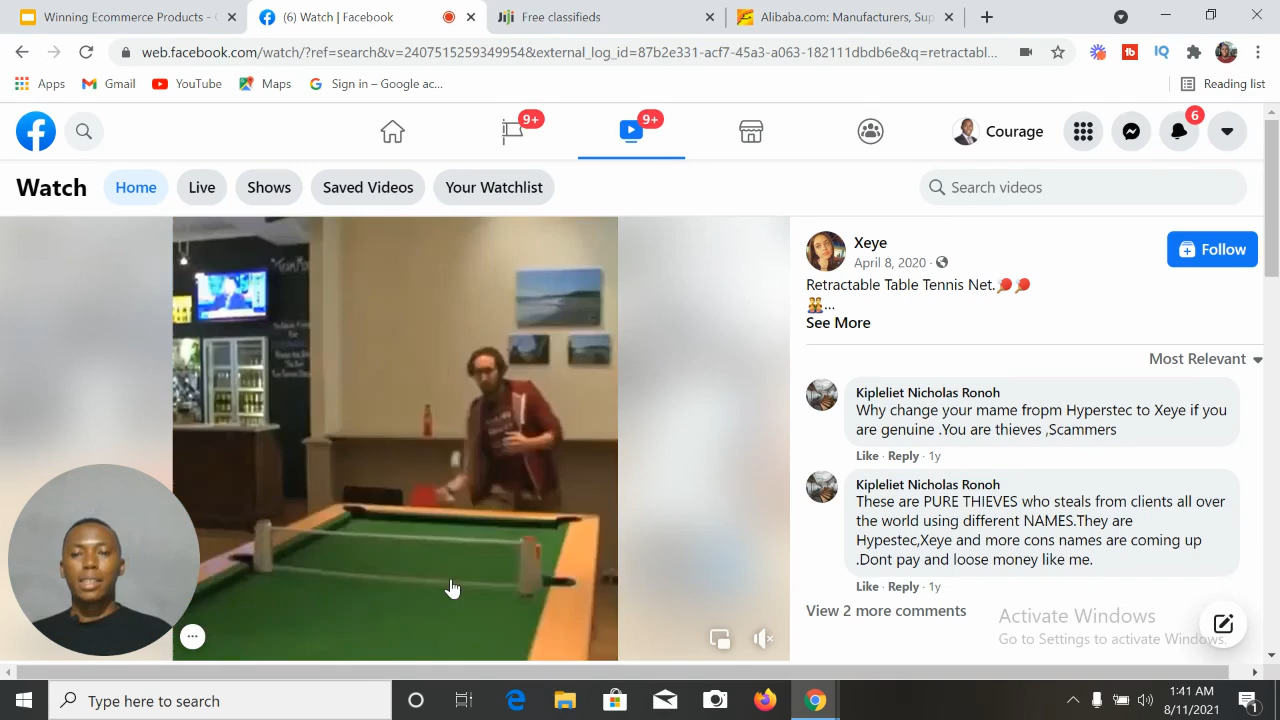 Winning Ecommerce Products -
(6) Watch | Facebook
Free classifieds
Alibaba.com: Manufacturers, Sup
web.facebook.com/watch/?ref=search&v=2407515259349954&external_log_id=87b2e331-acf7-45a3-a063-182111dbdb6e&q=retractabl...
Apps
Gmail
YouTube
Maps
Sign in – Google ac...
Reading list
9+
9+
Courage
6
Watch
Home
Live
Shows
Saved Videos
Your Watchlist
Search videos
Xeye
April 8, 2020 ·
Follow
Retractable Table Tennis Net.🏓🏓
👯...
See More
Most Relevant
Kipleliet Nicholas Ronoh
Why change your mame fropm Hyperstec to Xeye if you
are genuine .You are thieves ,Scammers
Like · Reply · 1y
Kipleliet Nicholas Ronoh
These are PURE THIEVES who steals from clients all over
the world using different NAMES.They are
Hypestec,Xeye and more cons names are coming up
.Dont pay and loose money like me.
Like · Reply · 1y
View 2 more comments
Activate Windows
Go to Settings to activate Windows.
Type here to search
1:41 AM
8/11/2021
1